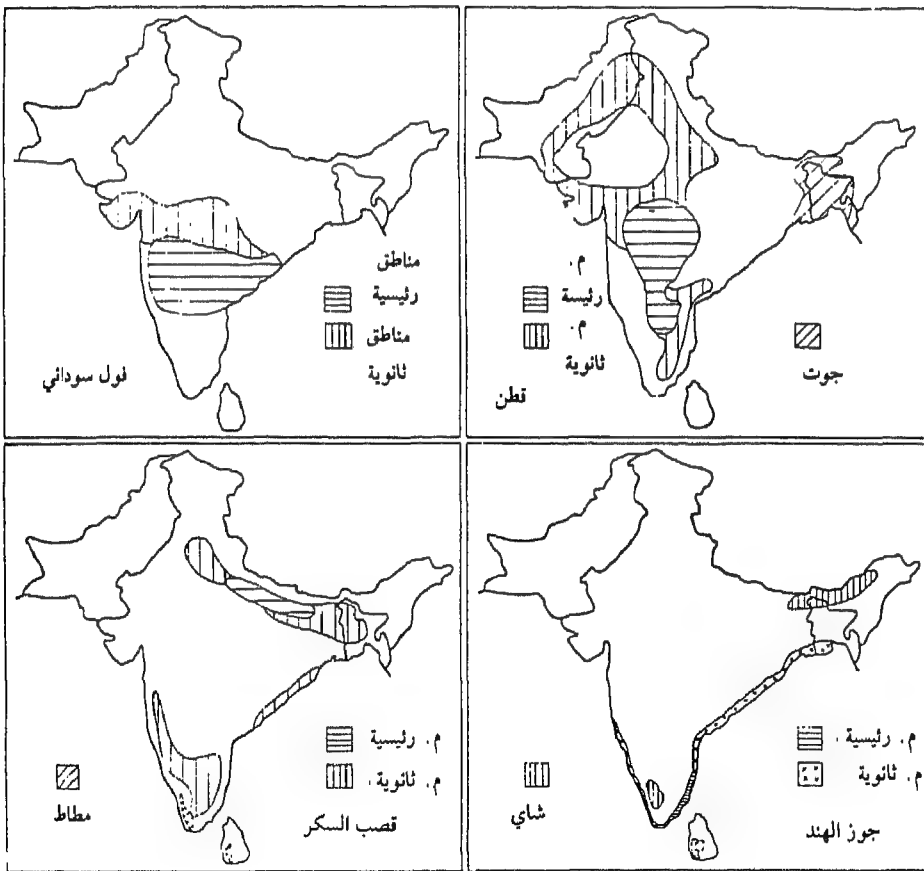 مناطق
رئيسية
مناطق
ثانوية
فول سوداني
م.
رئيسة
م.
ثانوية
قطن
جوت
م. رئيسية
م. ثانوية
قصب السكر
مطاط
م. رئيسية
م. ثانوية
جوز الهند
شاي